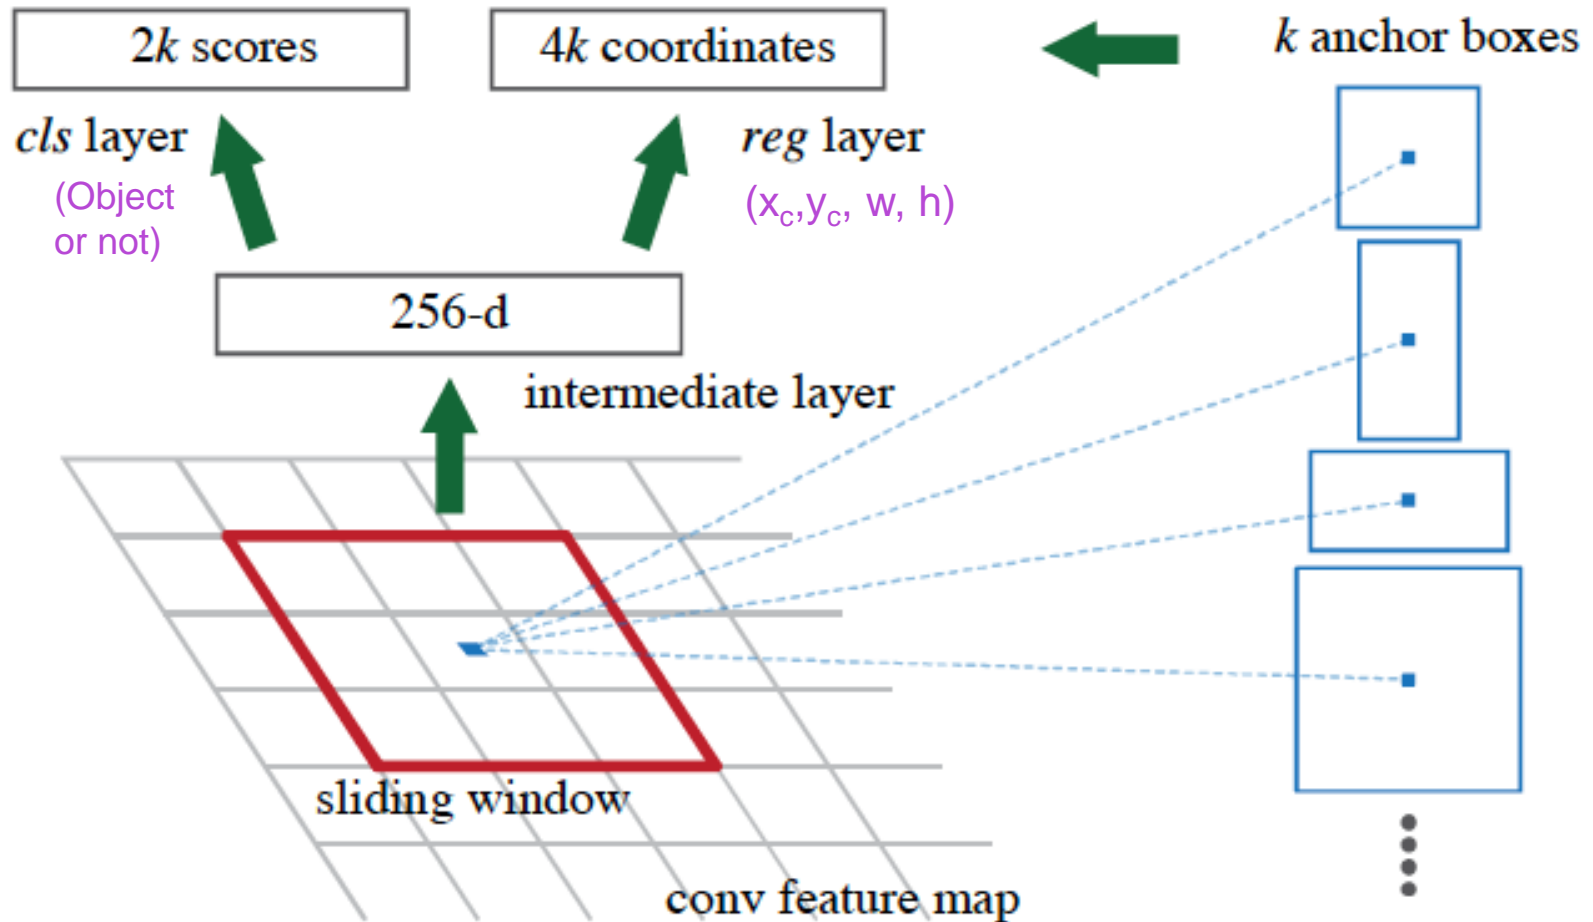 2k scores
4k coordinates
k anchor boxes
cls layer
reg layer
(Object
or not)
(xc,yc, w, h)
256-d
intermediate layer
sliding window
conv feature map